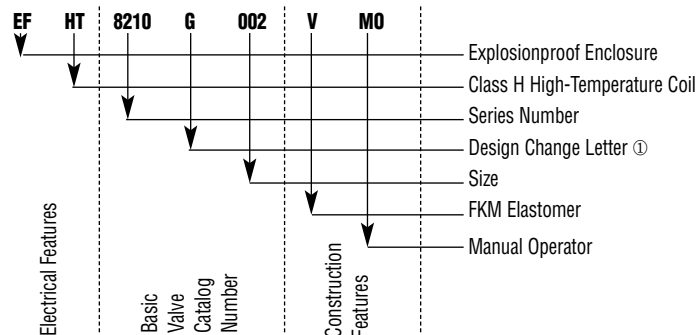 EF HT 8210 G 002 V MO
Explosionproof Enclosure
Class H High-Temperature Coil
Series Number
Design Change Letter ①
Size
FKM Elastomer
Manual Operator
Electrical Features
Basic
Valve
Catalog
Number
Construction
Features